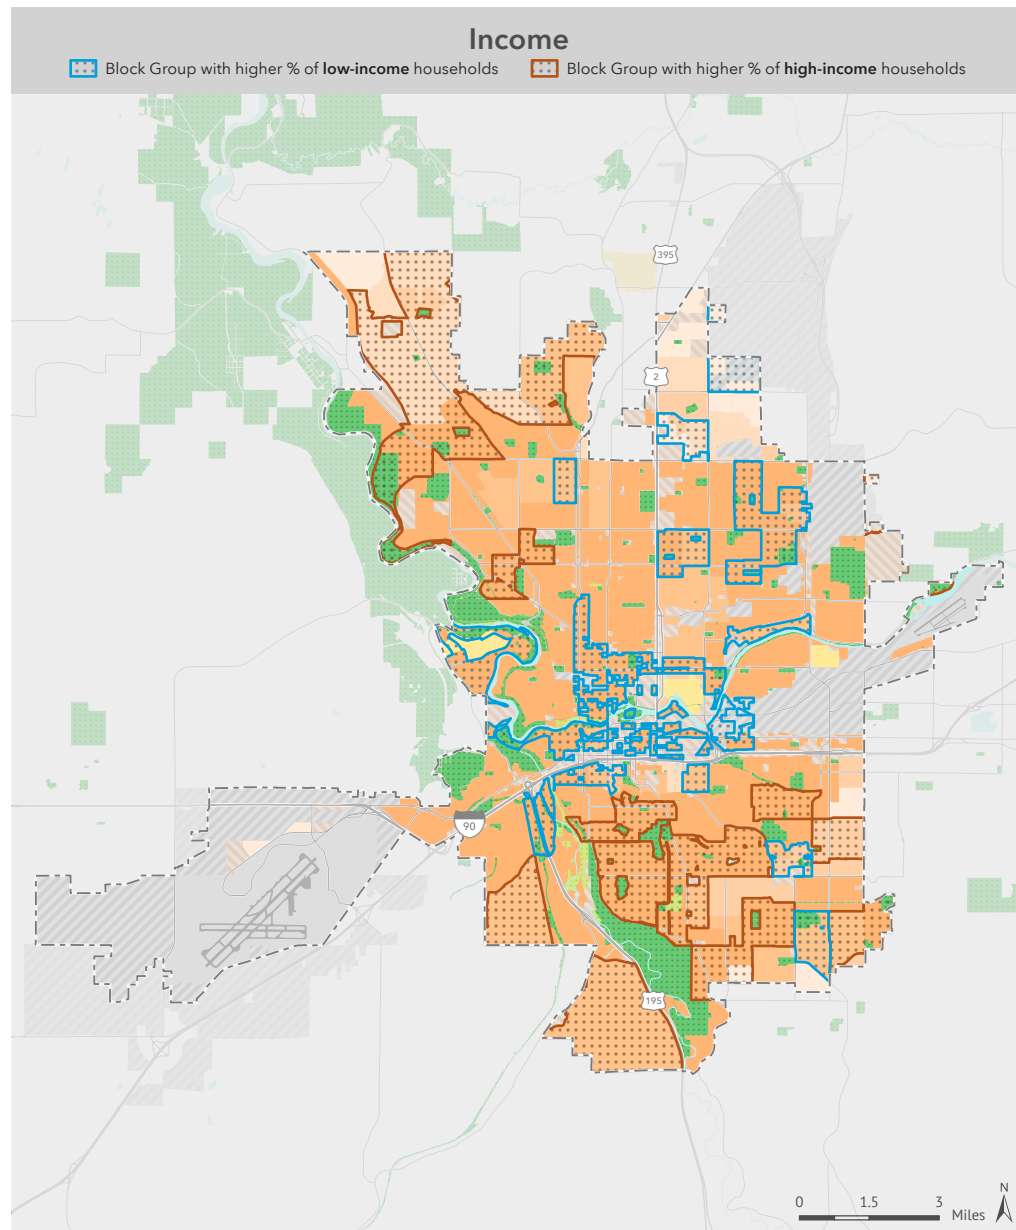 Income
Block Group with higher % of low-income households
Block Group with higher % of high-income households
395
2
90
195
N
0 1.5 3
Miles